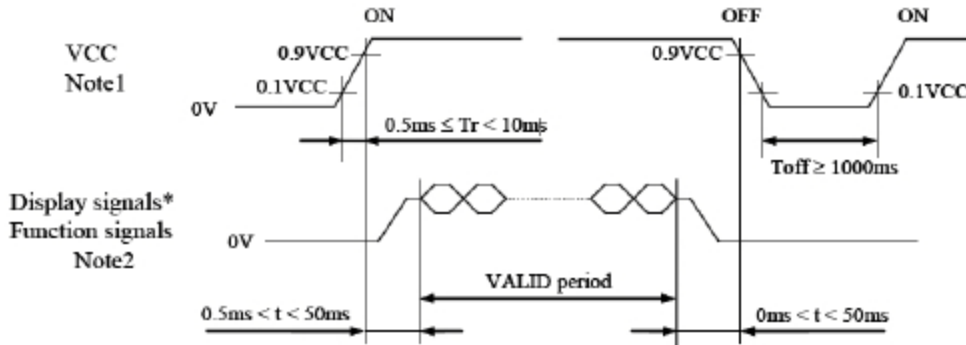 ON OFF ON
VCC
Note1
0.9VCC 0.9VCC
0.1VCC 0.1VCC
0V
0.5ms ≤ Tr < 10ms
Toff ≥ 1000ms
Display signals*
Function signals
Note2
0V
VALID period
0.5ms < t < 50ms 0ms < t < 50ms